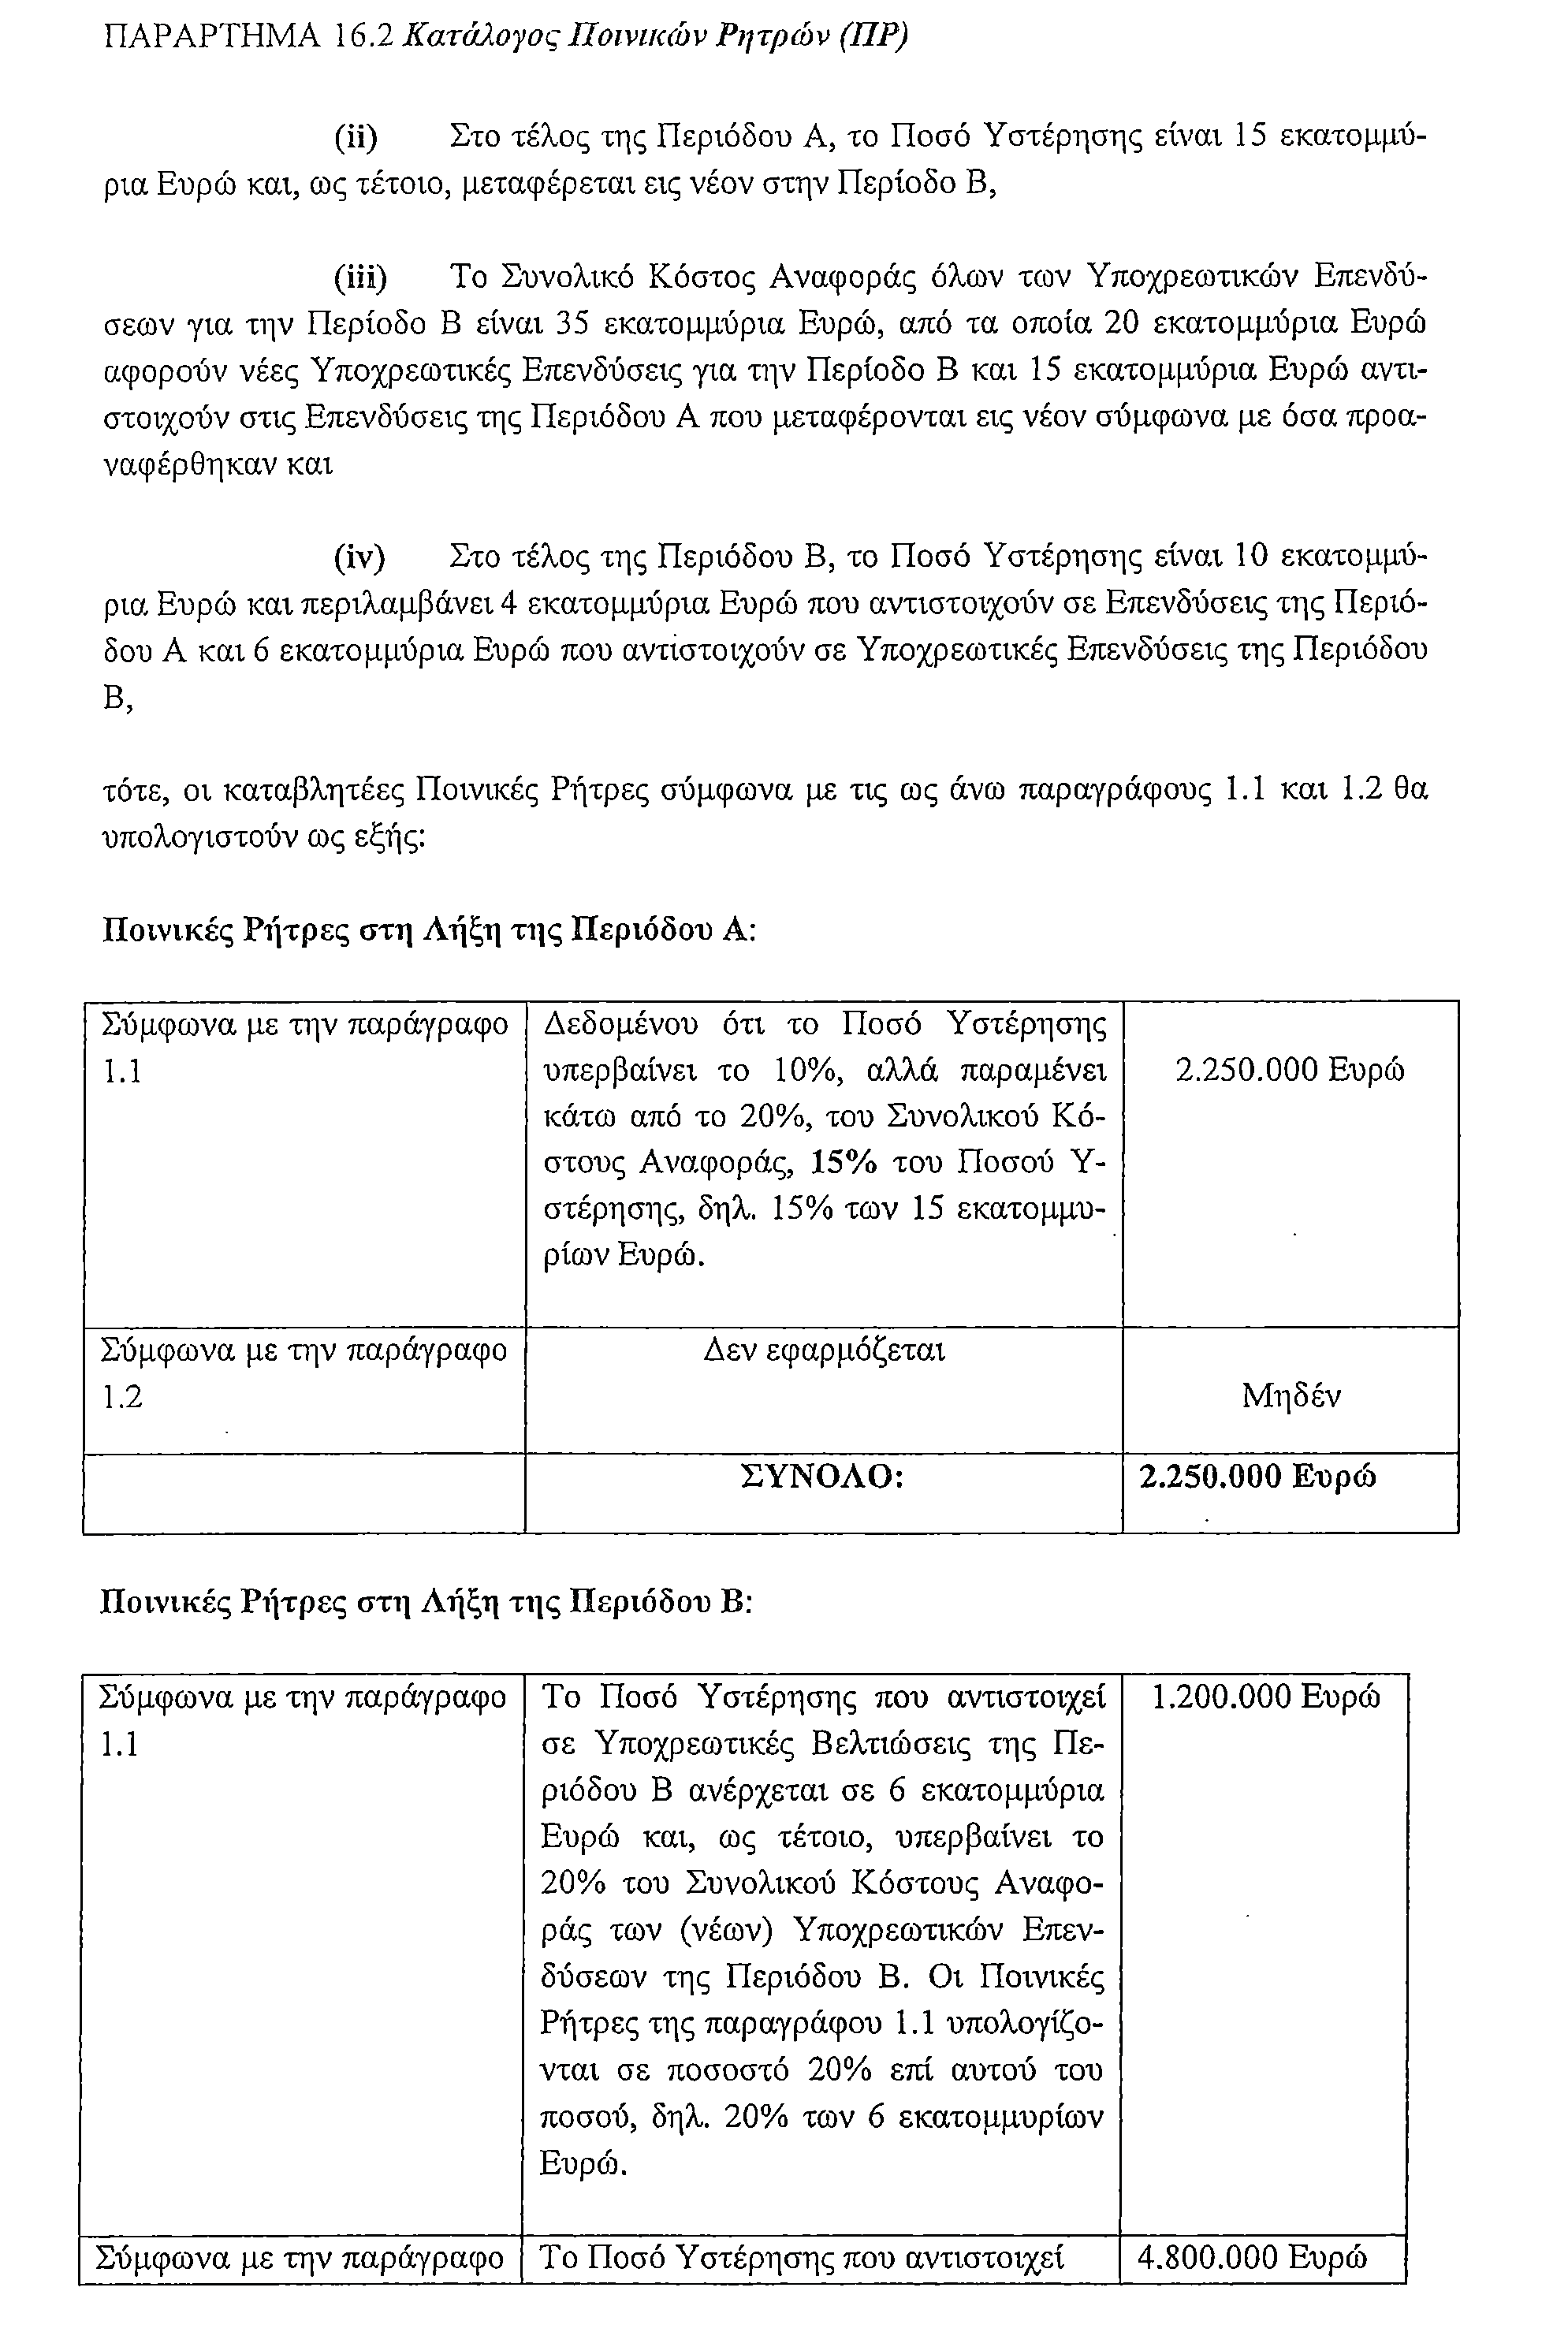 ΠΑΡΑΡΤΗΜΑ 16.2 Κατάλογος Ποινικών Ρητρών (ΠΡ)
(ii) Στο τέλος της Περιόδου Α, το Ποσό Υστέρησης είναι 15 εκατομμύ-
ρια Ευρώ και, ως τέτοιο, μεταφέρεται εις νέον στην Περίοδο Β,
(iii) Το Συνολικό Κόστος Αναφοράς όλων των Υποχρεωτικών Επενδύ-
σεων για την Περίοδο Β είναι 35 εκατομμύρια Ευρώ, από τα οποία 20 εκατομμύρια Ευρώ
αφορούν νέες Υποχρεωτικές Επενδύσεις για την Περίοδο Β και 15 εκατομμύρια Ευρώ αντι-
στοιχούν στις Επενδύσεις της Περιόδου Α που μεταφέρονται εις νέον σύμφωνα με όσα προα-
ναφέρθηκαν και
(iv) Στο τέλος της Περιόδου Β, το Ποσό Υστέρησης είναι 10 εκατομμύ-
ρια Ευρώ και περιλαμβάνει 4 εκατομμύρια Ευρώ που αντιστοιχούν σε Επενδύσεις της Περιό-
δου Α και 6 εκατομμύρια Ευρώ που αντιστοιχούν σε Υποχρεωτικές Επενδύσεις της Περιόδου
Β,
τότε, οι καταβλητέες Ποινικές Ρήτρες σύμφωνα με τις ως άνω παραγράφους 1.1 και 1.2 θα
υπολογιστούν ως εξής:
Ποινικές Ρήτρες στη Λήξη της Περιόδου Α:
Σύμφωνα με την παράγραφο
1.1
Δεδομένου ότι το Ποσό Υστέρησης
υπερβαίνει το 10%, αλλά παραμένει
κάτω από το 20%, του Συνολικού Κό-
στους Αναφοράς, 15% του Ποσού Υ-
στέρησης, δηλ. 15% των 15 εκατομμυ-
ρίων Ευρώ.
2.250.000 Ευρώ
Σύμφωνα με την παράγραφο
1.2
Δεν εφαρμόζεται
Μηδέν
ΣΥΝΟΛΟ:
2.250.000 Ευρώ
Ποινικές Ρήτρες στη Λήξη της Περιόδου Β:
Σύμφωνα με την παράγραφο
1.1
Το Ποσό Υστέρησης που αντιστοιχεί
σε Υποχρεωτικές Βελτιώσεις της Πε-
ριόδου Β ανέρχεται σε 6 εκατομμύρια
Ευρώ και, ως τέτοιο, υπερβαίνει το
20% του Συνολικού Κόστους Αναφο-
ράς των (νέων) Υποχρεωτικών Επεν-
δύσεων της Περιόδου Β. Οι Ποινικές
Ρήτρες της παραγράφου 1.1 υπολογίζο-
νται σε ποσοστό 20% επί αυτού του
ποσού, δηλ. 20% των 6 εκατομμυρίων
Ευρώ.
1.200.000 Ευρώ
Σύμφωνα με την παράγραφο
Το Ποσό Υστέρησης που αντιστοιχεί
4.800.000 Ευρώ